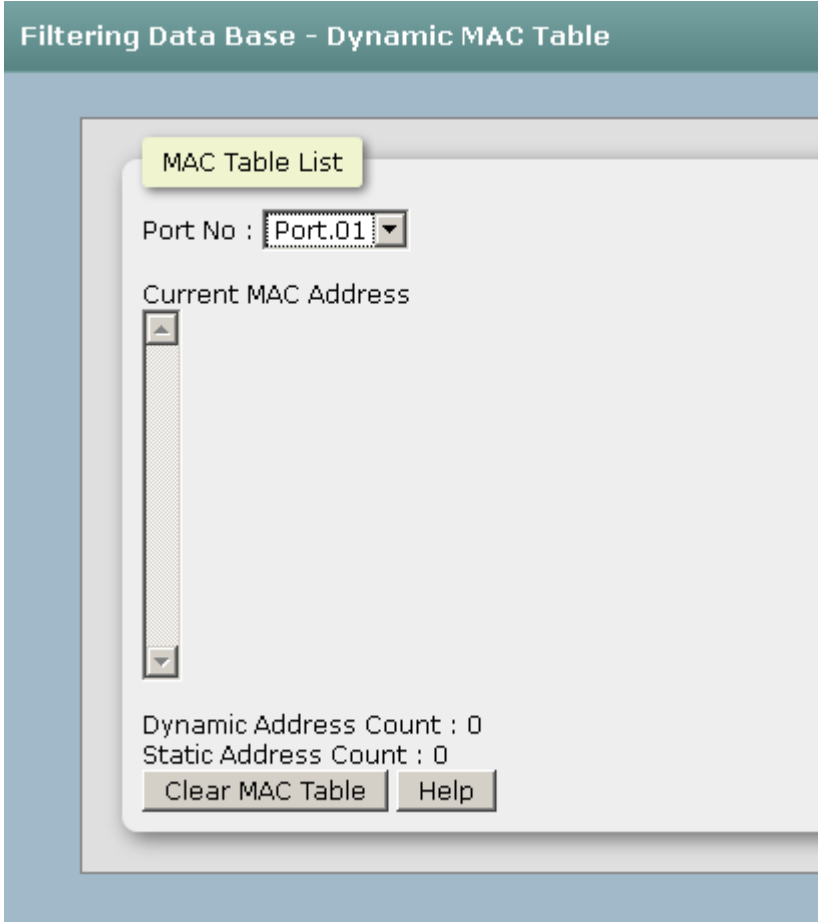 Filtering Data Base - Dynamic MAC Table
MAC Table List
Port No : Port.01
Current MAC Address
Dynamic Address Count : 0
Static Address Count : 0
Clear MAC Table Help